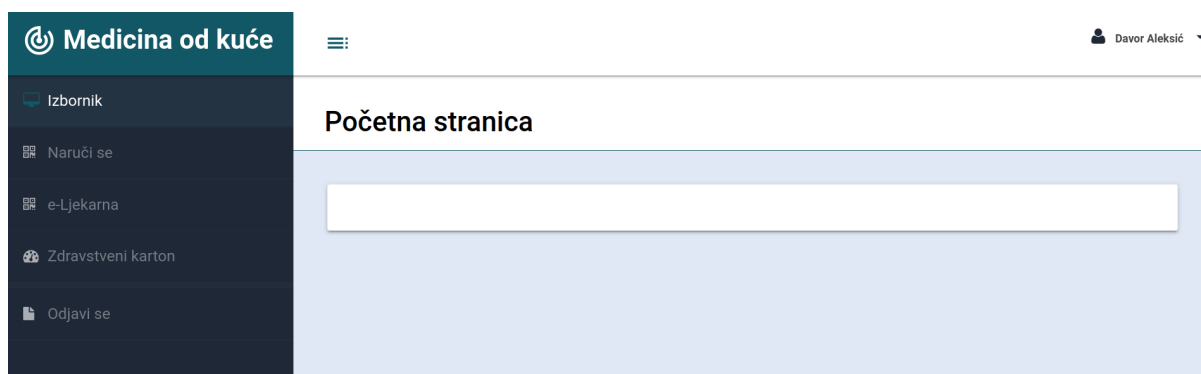 Medicina od kuće
Davor Aleksić
Izbornik
Početna stranica
Naruči se
e-Ljekarna
Zdravstveni karton
Odjavi se